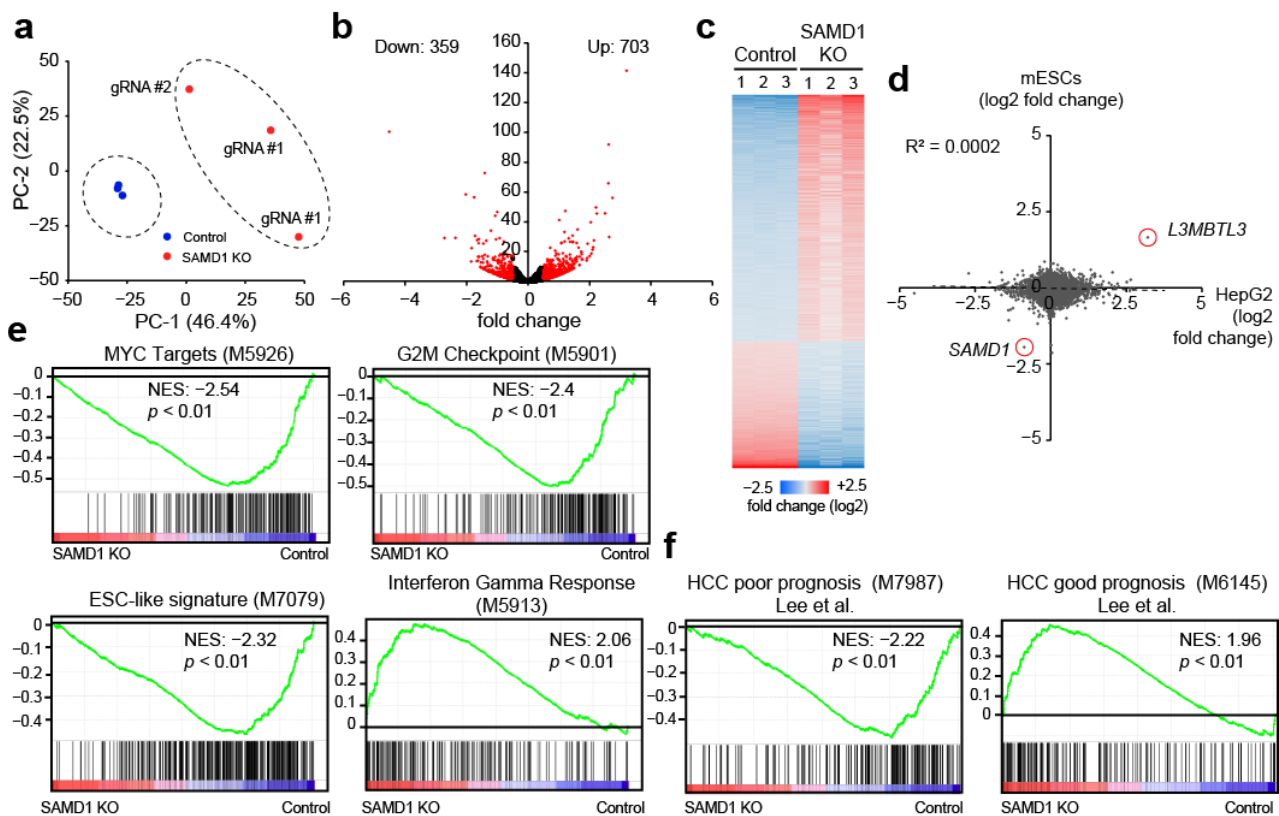 a
50
25
0
−25
−50
−50
−25
0
25
50
PC-2 (22.5%)
PC-1 (46.4%)
gRNA #2
gRNA #1
gRNA #1
Control
SAMD1 KO
b
Down: 359
Up: 703
160
140
120
100
80
60
40
20
−6
−4
−2
0
2
4
6
fold change
c
Control
SAMD1
KO
1 2 3 1 2 3
−2.5 +2.5
fold change (log2)
d
mESCs
(log2 fold change)
R² = 0.0002
5
2.5
0
−2.5
−5
−5
−2.5
0
2.5
5
L3MBTL3
SAMD1
HepG2
(log2
fold change)
e
MYC Targets (M5926)
NES: −2.54
p < 0.01
0
−0.1
−0.2
−0.3
−0.4
−0.5
SAMD1 KO
Control
G2M Checkpoint (M5901)
NES: −2.4
p < 0.01
0
−0.1
−0.2
−0.3
−0.4
−0.5
SAMD1 KO
Control
ESC-like signature (M7079)
NES: −2.32
p < 0.01
0
−0.1
−0.2
−0.3
−0.4
SAMD1 KO
Control
Interferon Gamma Response
(M5913)
NES: 2.06
p < 0.01
0.4
0.3
0.2
0.1
0
SAMD1 KO
Control
f
HCC poor prognosis (M7987)
Lee et al.
NES: −2.22
p < 0.01
0
−0.1
−0.2
−0.3
−0.4
SAMD1 KO
Control
HCC good prognosis (M6145)
Lee et al.
NES: 1.96
p < 0.01
0.4
0.3
0.2
0.1
0
SAMD1 KO
Control